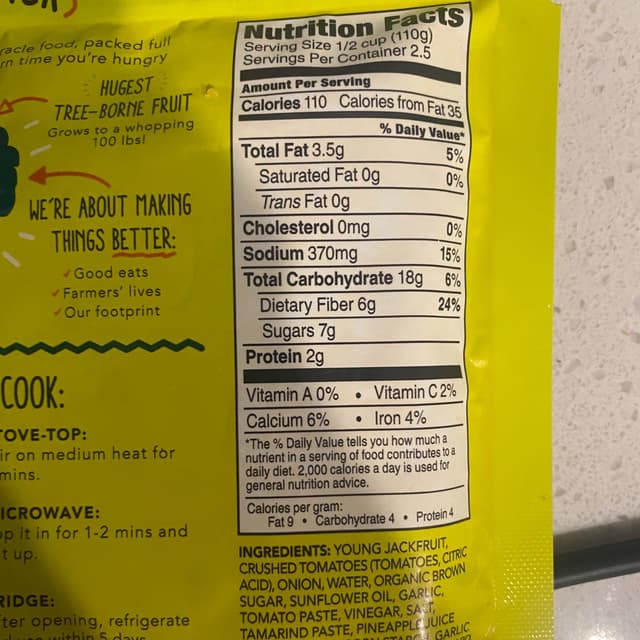 racle food, packed full
rn time you're hungry
HUGEST
TREE-BORNE FRUIT
Grows to a whopping
100 lbs!
WE'RE ABOUT MAKING
THINGS BETTER:
✓Good eats
✓Farmers' lives
✓Our footprint
COOK:
TOVE-TOP:
ir on medium heat for
mins.
ICROWAVE:
op it in for 1-2 mins and
t up.
RIDGE:
ter opening, refrigerate
within 5 days
Nutrition Facts
Serving Size 1/2 cup (110g)
Servings Per Container 2.5
Amount Per Serving
Calories 110 Calories from Fat 35
% Daily Value*
Total Fat 3.5g 5%
Saturated Fat 0g 0%
Trans Fat 0g
Cholesterol 0mg 0%
Sodium 370mg 15%
Total Carbohydrate 18g 6%
Dietary Fiber 6g 24%
Sugars 7g
Protein 2g
Vitamin A 0% • Vitamin C 2%
Calcium 6% • Iron 4%
*The % Daily Value tells you how much a
nutrient in a serving of food contributes to a
daily diet. 2,000 calories a day is used for
general nutrition advice.
Calories per gram:
Fat 9 • Carbohydrate 4 • Protein 4
INGREDIENTS: YOUNG JACKFRUIT,
CRUSHED TOMATOES (TOMATOES, CITRIC
ACID), ONION, WATER, ORGANIC BROWN
SUGAR, SUNFLOWER OIL, GARLIC,
TOMATO PASTE, VINEGAR, SALT,
TAMARIND PASTE, PINEAPPLE JUICE
GARLIC